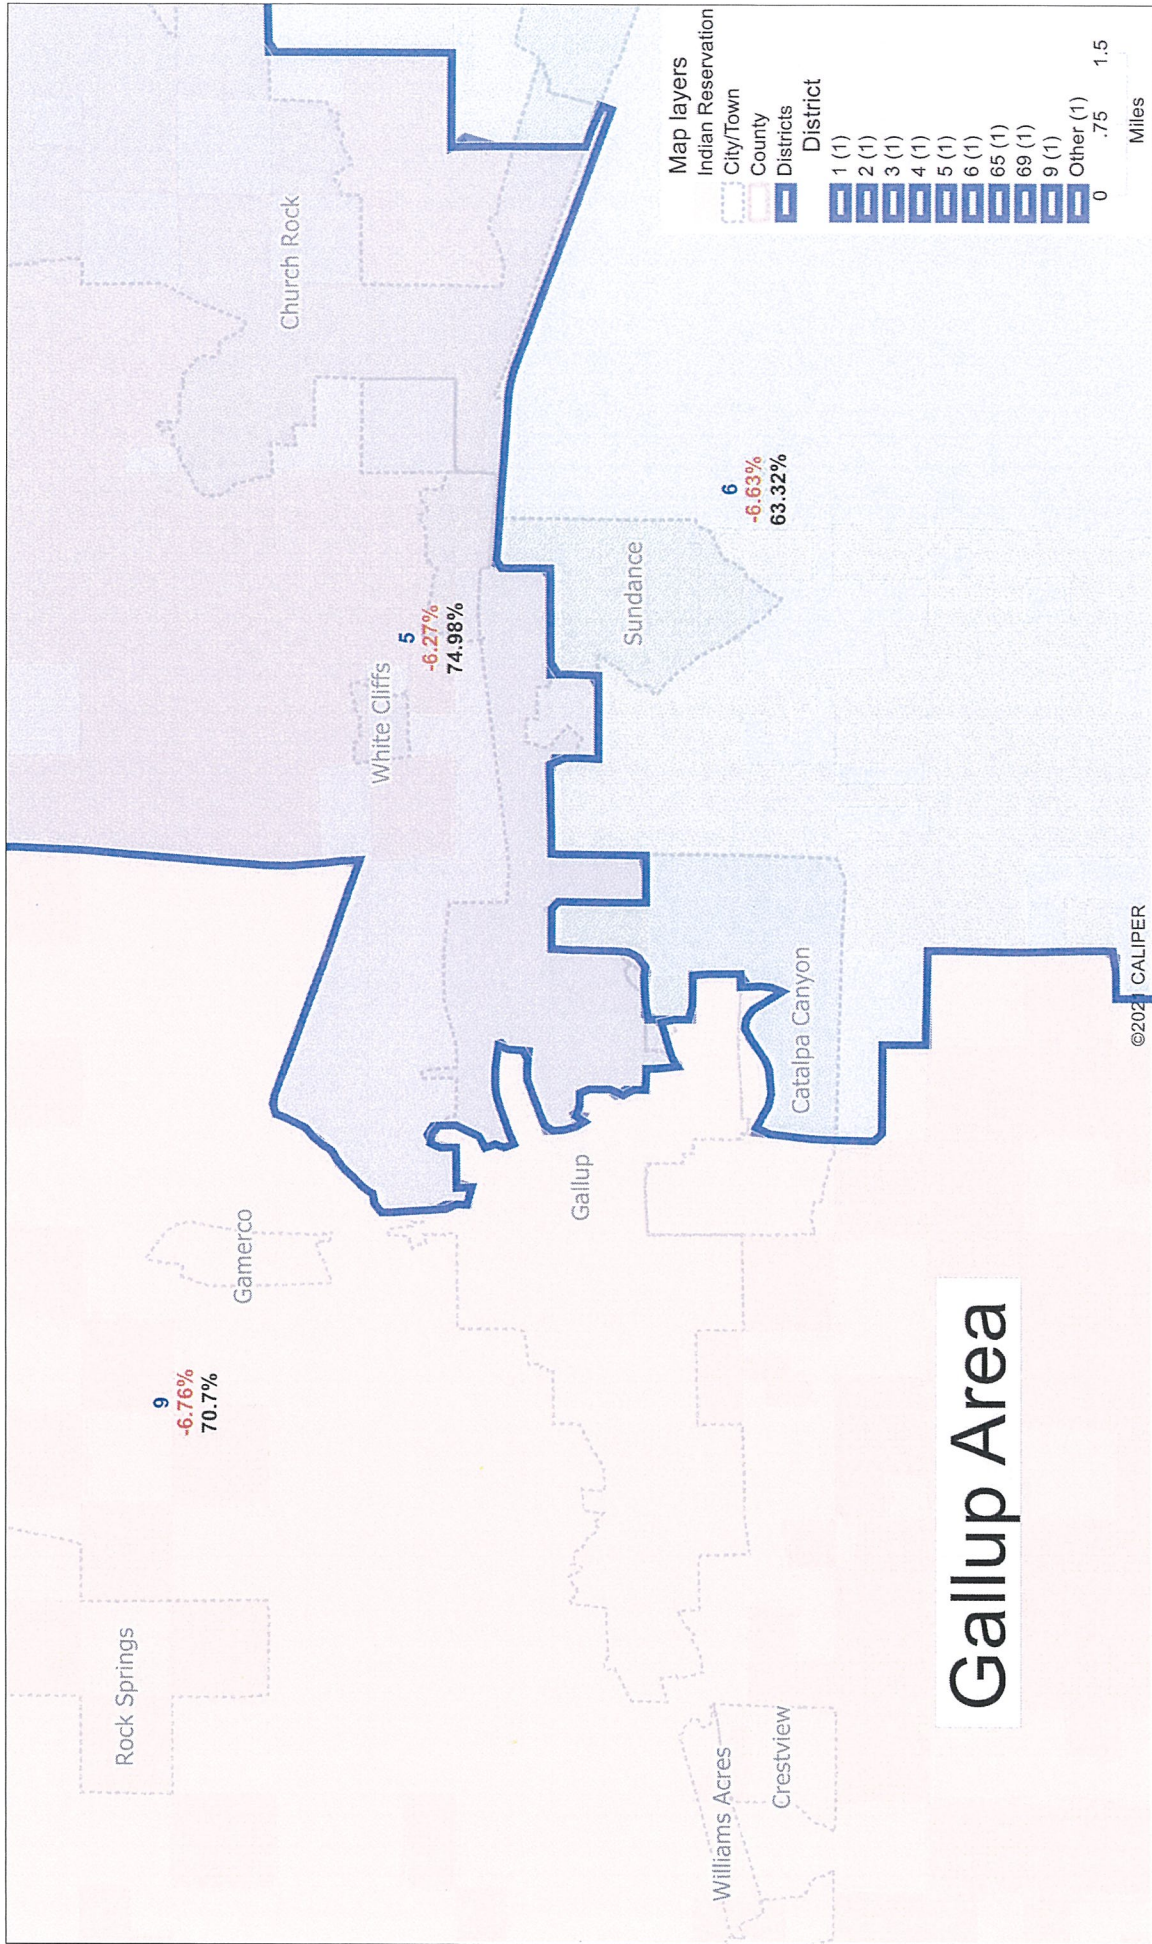 Rock Springs
9
-6.76%
70.7%
Gamerco
Church Rock
White Cliffs
5
-6.27%
74.98%
Gallup
Sundance
6
-6.63%
63.32%
Williams Acres
Crestview
Catalpa Canyon
Gallup Area
Map layers
Indian Reservation
City/Town
County
Districts
District
1 (1)
2 (1)
3 (1)
4 (1)
5 (1)
6 (1)
65 (1)
69 (1)
9 (1)
Other (1)
0 .75 1.5
Miles
©2021 CALIPER